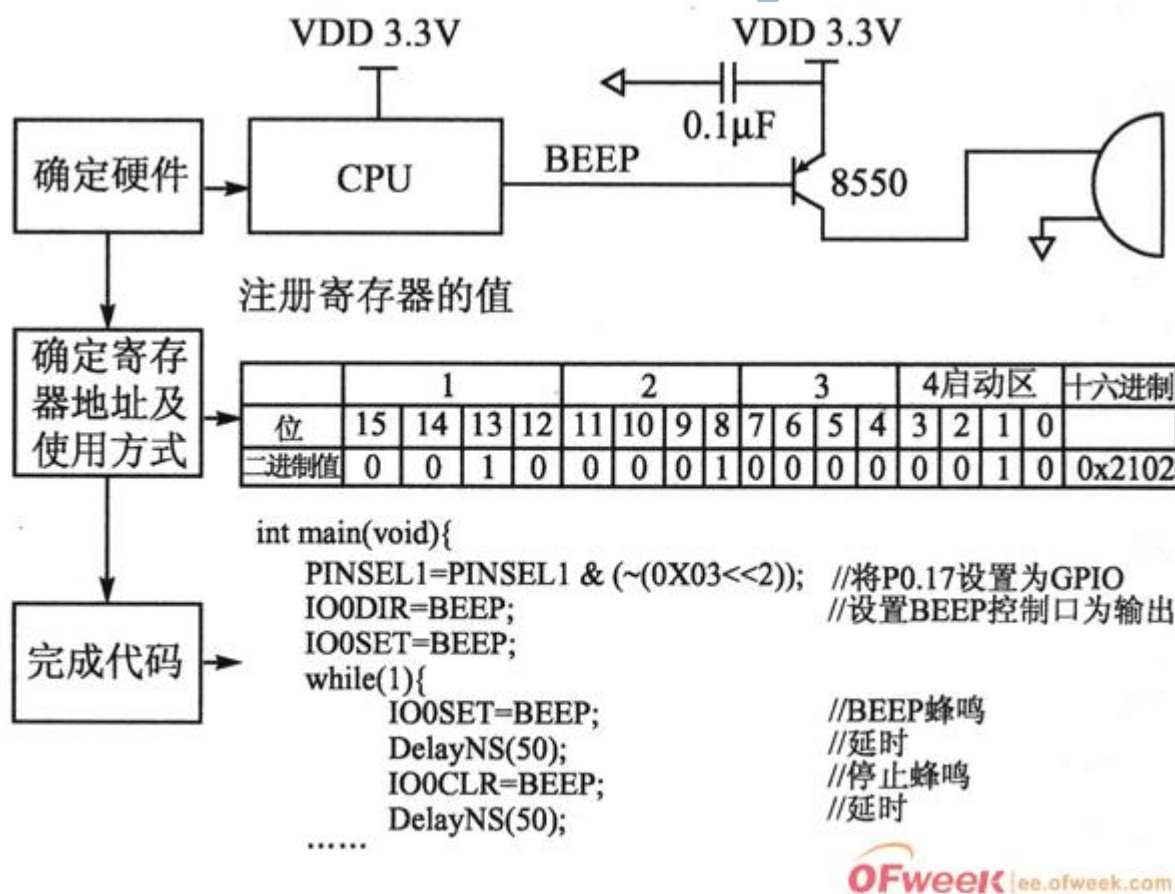 VDD 3.3V
VDD 3.3V
0.1μF
确定硬件
CPU
BEEP
8550
注册寄存器的值
确定寄存
器地址及
使用方式
1 2 3 4启动区 十六进制
位 15 14 13 12 11 10 9 8 7 6 5 4 3 2 1 0
二进制值 0 0 1 0 0 0 0 1 0 0 0 0 0 0 1 0 0x2102
完成代码
int main(void){
PINSEL1=PINSEL1 & (~(0X03<<2)); //将P0.17设置为GPIO
IO0DIR=BEEP; //设置BEEP控制口为输出
IO0SET=BEEP;
while(1){
IO0SET=BEEP; //BEEP蜂鸣
DelayNS(50); //延时
IO0CLR=BEEP; //停止蜂鸣
DelayNS(50); //延时
......
OFweek ee.ofweek.com